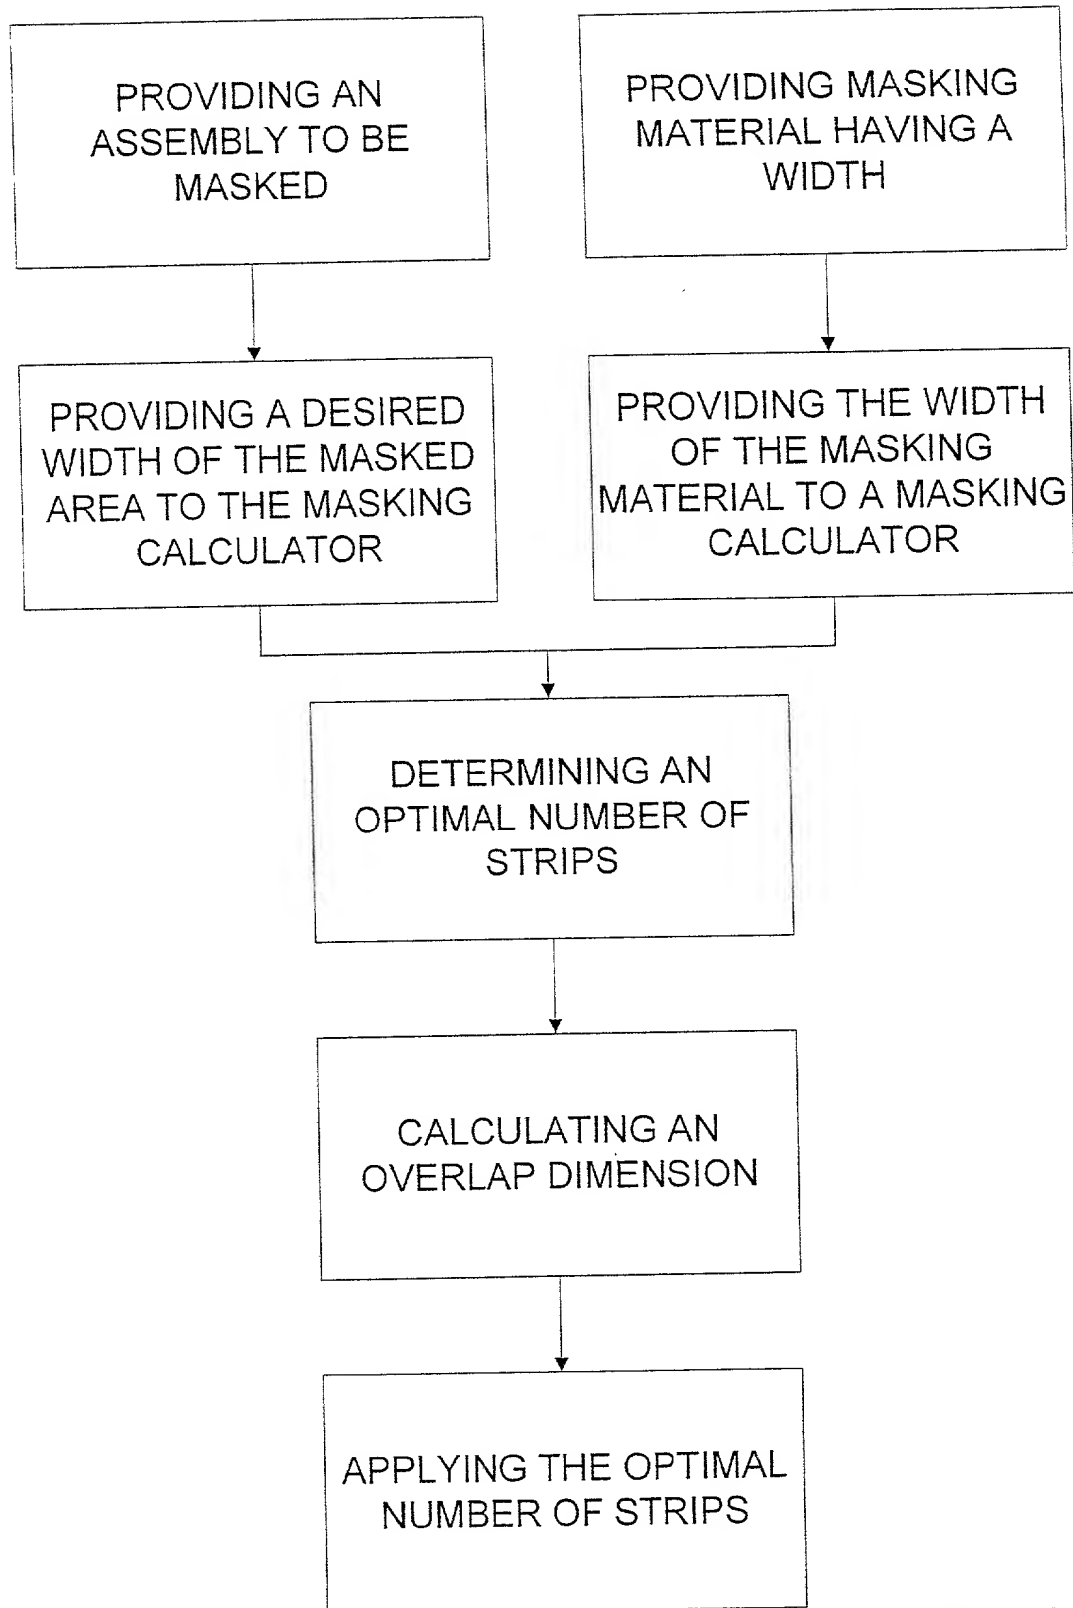 PROVIDING AN
ASSEMBLY TO BE
MASKED
PROVIDING MASKING
MATERIAL HAVING A
WIDTH
PROVIDING A DESIRED
WIDTH OF THE MASKED
AREA TO THE MASKING
CALCULATOR
PROVIDING THE WIDTH
OF THE MASKING
MATERIAL TO A MASKING
CALCULATOR
DETERMINING AN
OPTIMAL NUMBER OF
STRIPS
CALCULATING AN
OVERLAP DIMENSION
APPLYING THE OPTIMAL
NUMBER OF STRIPS